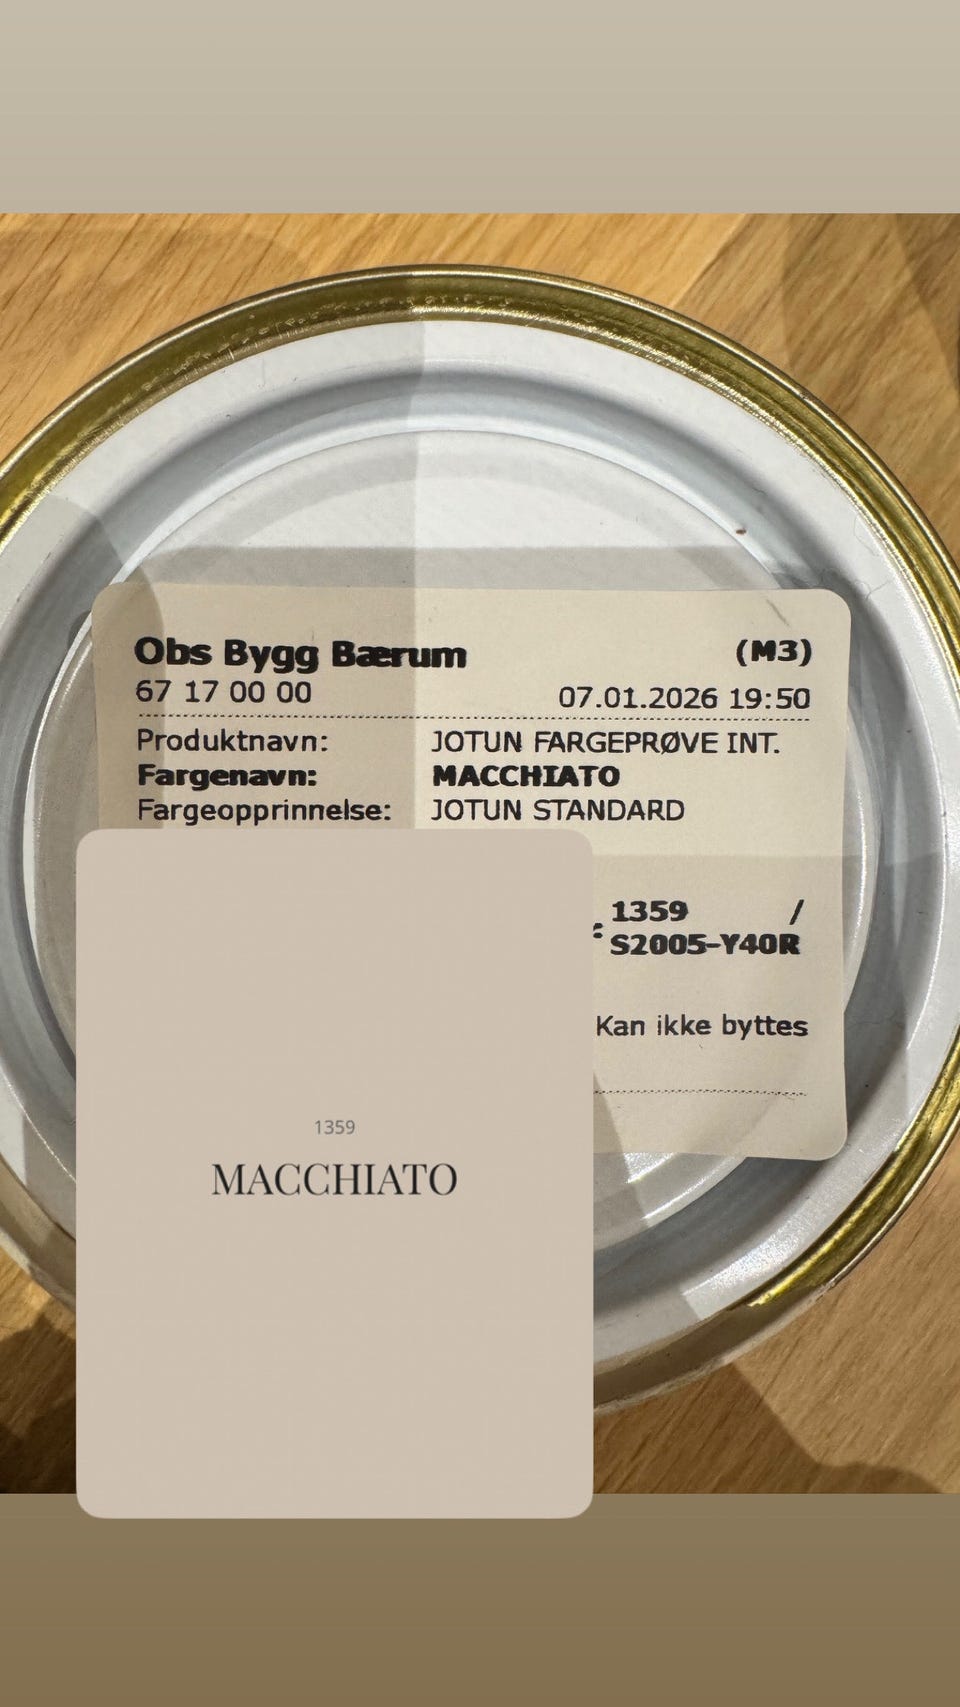 Obs Bygg Bærum (M3)
67 17 00 00 07.01.2026 19:50
Produktnavn: JOTUN FARGEPRØVE INT.
Fargenavn: MACCHIATO
Fargeopprinnelse: JOTUN STANDARD
: 1359 /
S2005-Y40R
Kan ikke byttes
1359
MACCHIATO